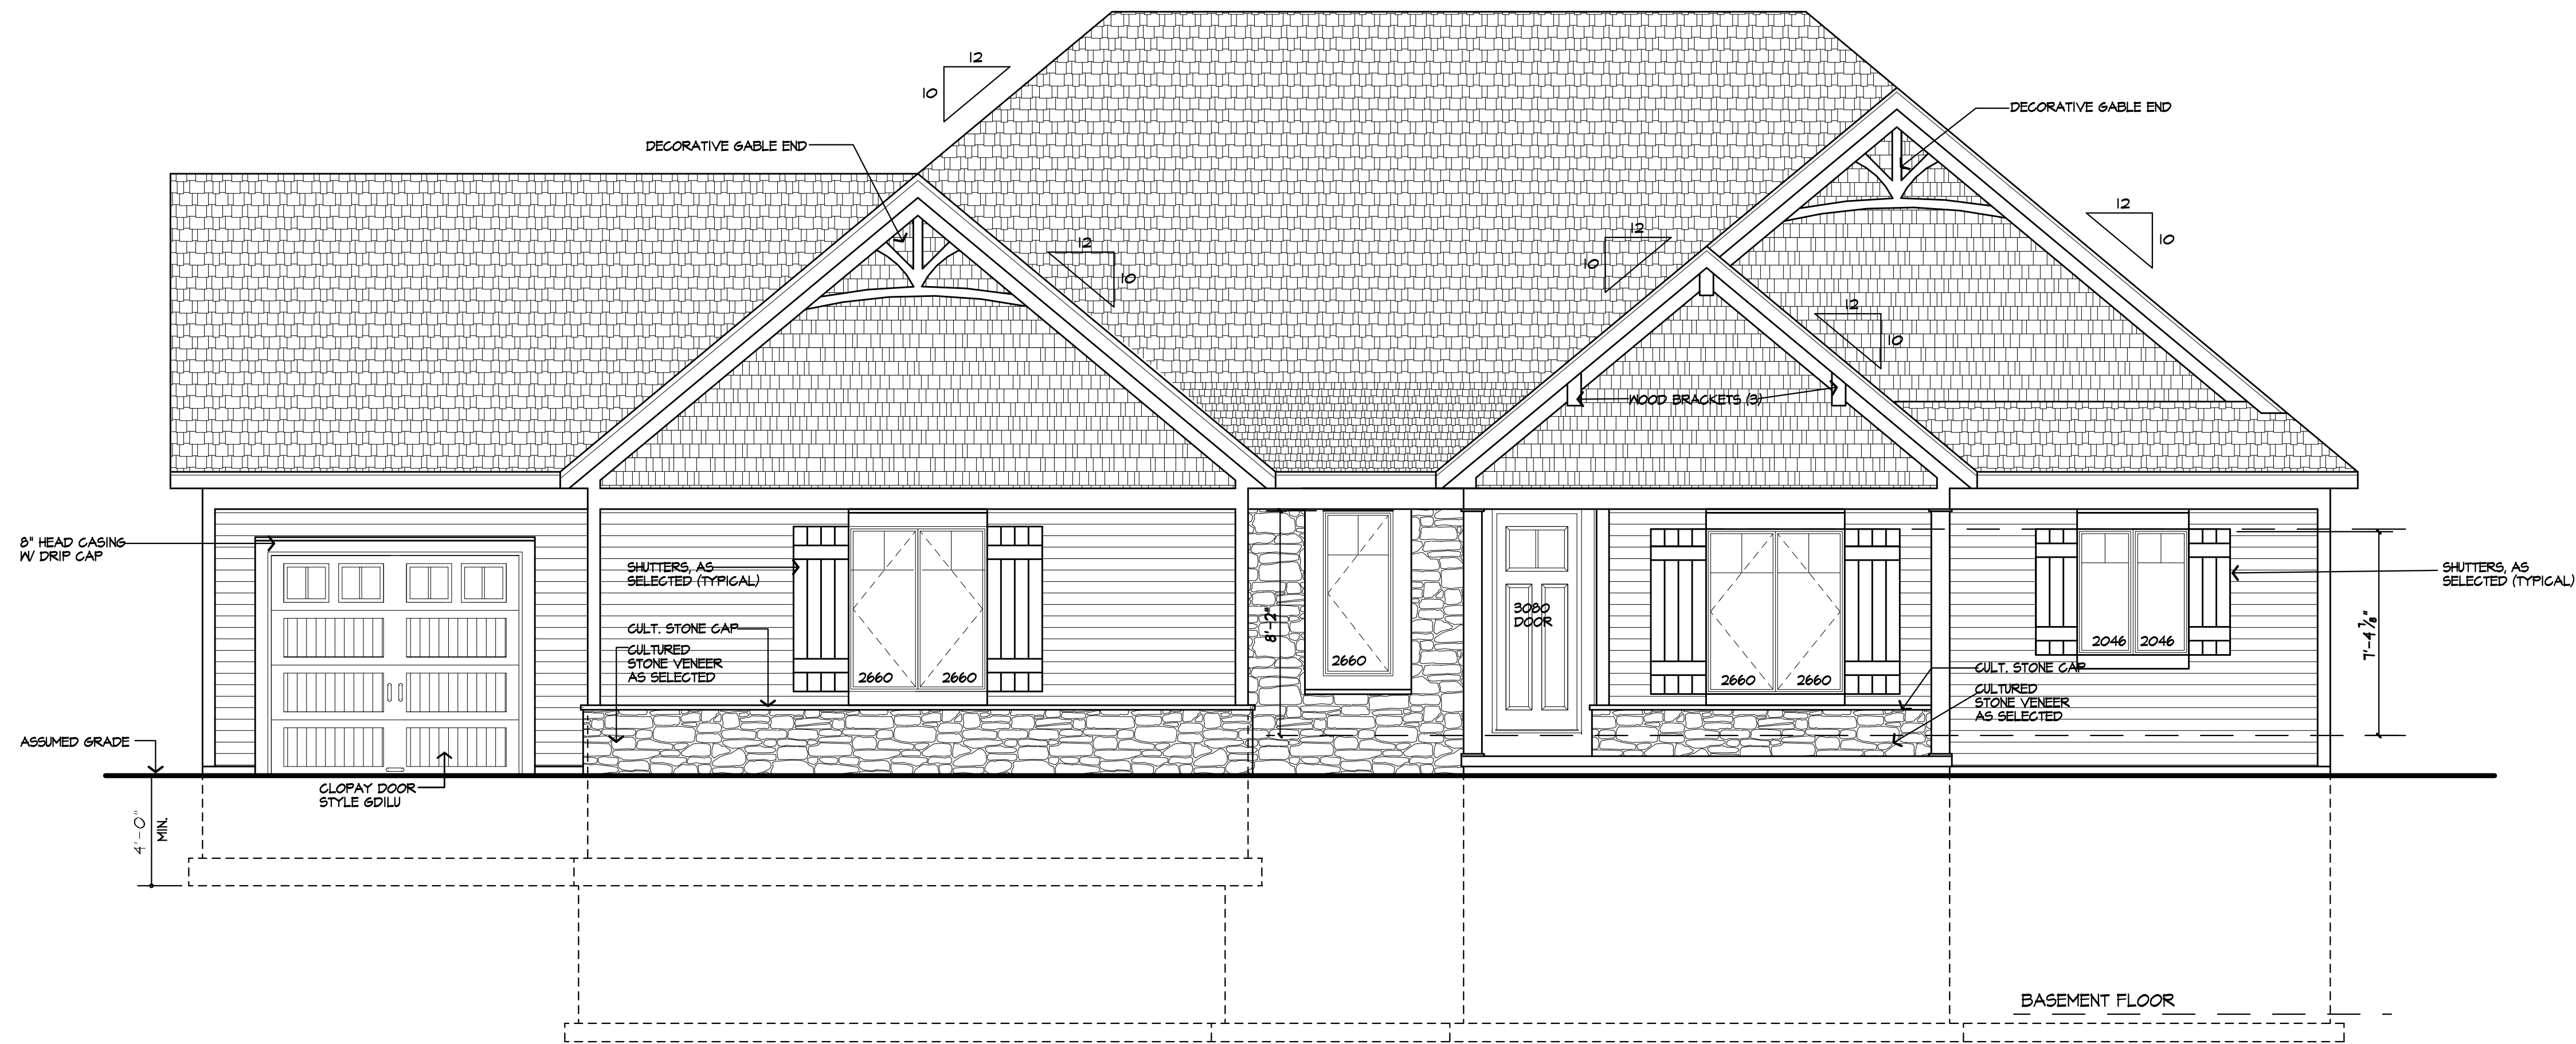 12
10
DECORATIVE GABLE END
DECORATIVE GABLE END
12
10
12
10
12
10
12
10
WOOD BRACKETS (3)
8" HEAD CASING
W/ DRIP CAP
SHUTTERS, AS
SELECTED (TYPICAL)
CULT. STONE CAP
CULTURED
STONE VENEER
AS SELECTED
2660
2660
8'-2"
2660
3080
DOOR
2660
2660
2046
2046
SHUTTERS, AS
SELECTED (TYPICAL)
7'-4 7/8"
CULT. STONE CAP
CULTURED
STONE VENEER
AS SELECTED
ASSUMED GRADE
CLOPAY DOOR
STYLE GD1LU
4'-0"
MIN.
BASEMENT FLOOR